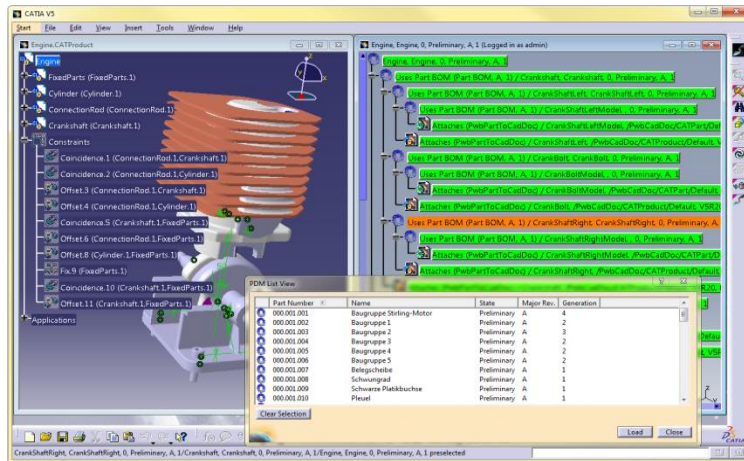 CATIA V5
Start File Edit View Insert Tools Window Help
Engine.CATProduct
Engine
FixedParts (FixedParts.1)
Cylinder (Cylinder.1)
ConnectionRod (ConnectionRod.1)
Crankshaft (Crankshaft.1)
Constraints
Coincidence.1 (ConnectionRod.1,Crankshaft.1)
Coincidence.2 (ConnectionRod.1,Cylinder.1)
Offset.3 (ConnectionRod.1,Crankshaft.1)
Offset.4 (ConnectionRod.1,Cylinder.1)
Coincidence.5 (Crankshaft.1,FixedParts.1)
Offset.6 (ConnectionRod.1,FixedParts.1)
Offset.8 (Cylinder.1,FixedParts.1)
Fix.9 (FixedParts.1)
Coincidence.10 (Crankshaft.1,FixedParts.1)
Offset.11 (Crankshaft.1,FixedParts.1)
Applications
Engine, Engine, 0, Preliminary, A, 1 (Logged in as admin)
Engine, Engine, 0, Preliminary, A, 1
Uses Part BOM (Part BOM, A, 1) / Crankshaft, Crankshaft, 0, Preliminary, A, 1
Uses Part BOM (Part BOM, A, 1) / CrankShaftLeft, CrankShaftLeft, 0, Preliminary, A, 1
Uses Part BOM (Part BOM, A, 1) / CrankShaftLeftModel, , 0, Preliminary, A, 1
Attaches (PwbPartToCadDoc) / CrankShaftLeftModel, /PwbCadDoc/CATPart/Def
Attaches (PwbPartToCadDoc) / CrankShaftLeft, /PwbCadDoc/CATProduct/Default, V
Uses Part BOM (Part BOM, A, 1) / CrankBolt, CrankBolt, 0, Preliminary, A, 1
Uses Part BOM (Part BOM, A, 1) / CrankBoltModel, , 0, Preliminary, A, 1
Attaches (PwbPartToCadDoc) / CrankBoltModel, /PwbCadDoc/CATPart/Default
Attaches (PwbPartToCadDoc) / CrankBolt, /PwbCadDoc/CATProduct/Default, V5R20
Uses Part BOM (Part BOM, A, 1) / CrankShaftRight, CrankShaftRight, 0, Preliminary, A
Uses Part BOM (Part BOM, A, 1) / CrankShaftRightModel, , 0, Preliminary, A, 1
Attaches (PwbPartToCadDoc) / CrankShaftRightModel, /PwbCadDoc/CATPart/D
Attaches (PwbPartToCadDoc) / CrankShaftRight, /PwbCadDoc/CATProduct/Default
PDM List View
Part Number Name State Major Rev. Generation
000.001.001 Baugruppe Stirling-Motor Preliminary A 4
000.001.002 Baugruppe 1 Preliminary A 2
000.001.003 Baugruppe 2 Preliminary A 3
000.001.004 Baugruppe 3 Preliminary A 2
000.001.005 Baugruppe 4 Preliminary A 2
000.001.006 Baugruppe 5 Preliminary A 2
000.001.007 Belegscheibe Preliminary A 1
000.001.008 Schwungrad Preliminary A 1
000.001.009 Schwarze Platikbuchse Preliminary A 1
000.001.010 Pleuel Preliminary A 1
Clear Selection
Load Close
CATIA
CrankShaftRight, CrankShaftRight, 0, Preliminary, A, 1/Crankshaft, Crankshaft, 0, Preliminary, A, 1/Engine, Engine, 0, Preliminary, A, 1 preselected